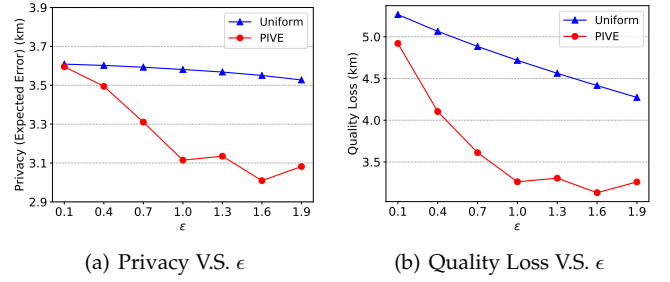 Privacy (Expected Error) (km)
3.9
3.7
3.5
3.3
3.1
2.9
Uniform
PIVE
0.1 0.4 0.7 1.0 1.3 1.6 1.9
ε
(a) Privacy V.S. ϵ
Quality Loss (km)
5.0
4.5
4.0
3.5
Uniform
PIVE
0.1 0.4 0.7 1.0 1.3 1.6 1.9
ε
(b) Quality Loss V.S. ϵ